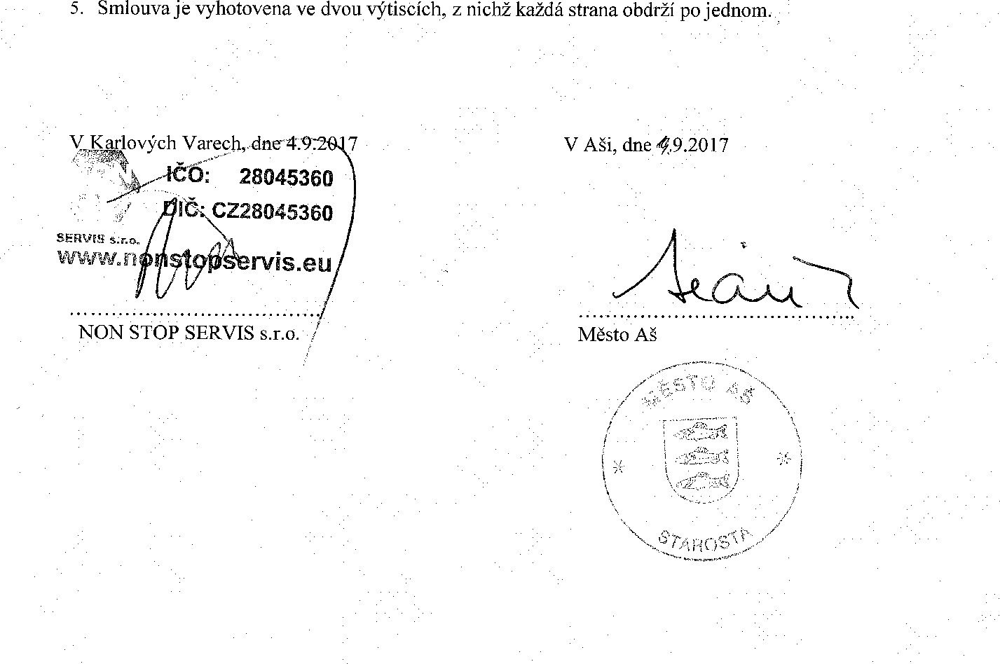 5. Smlouva je vyhotovena ve dvou výtiscích, z nichž každá strana obdrží po jednom.
V Karlových Varech, dne 4.9.2017
IČO: 28045360
DIČ: CZ28045360
SERVIS s.r.o.
www.nonstopservis.eu
NON STOP SERVIS s.r.o.
V Aši, dne .9.2017
Město Aš
MĚSTO AŠ
STAROSTA